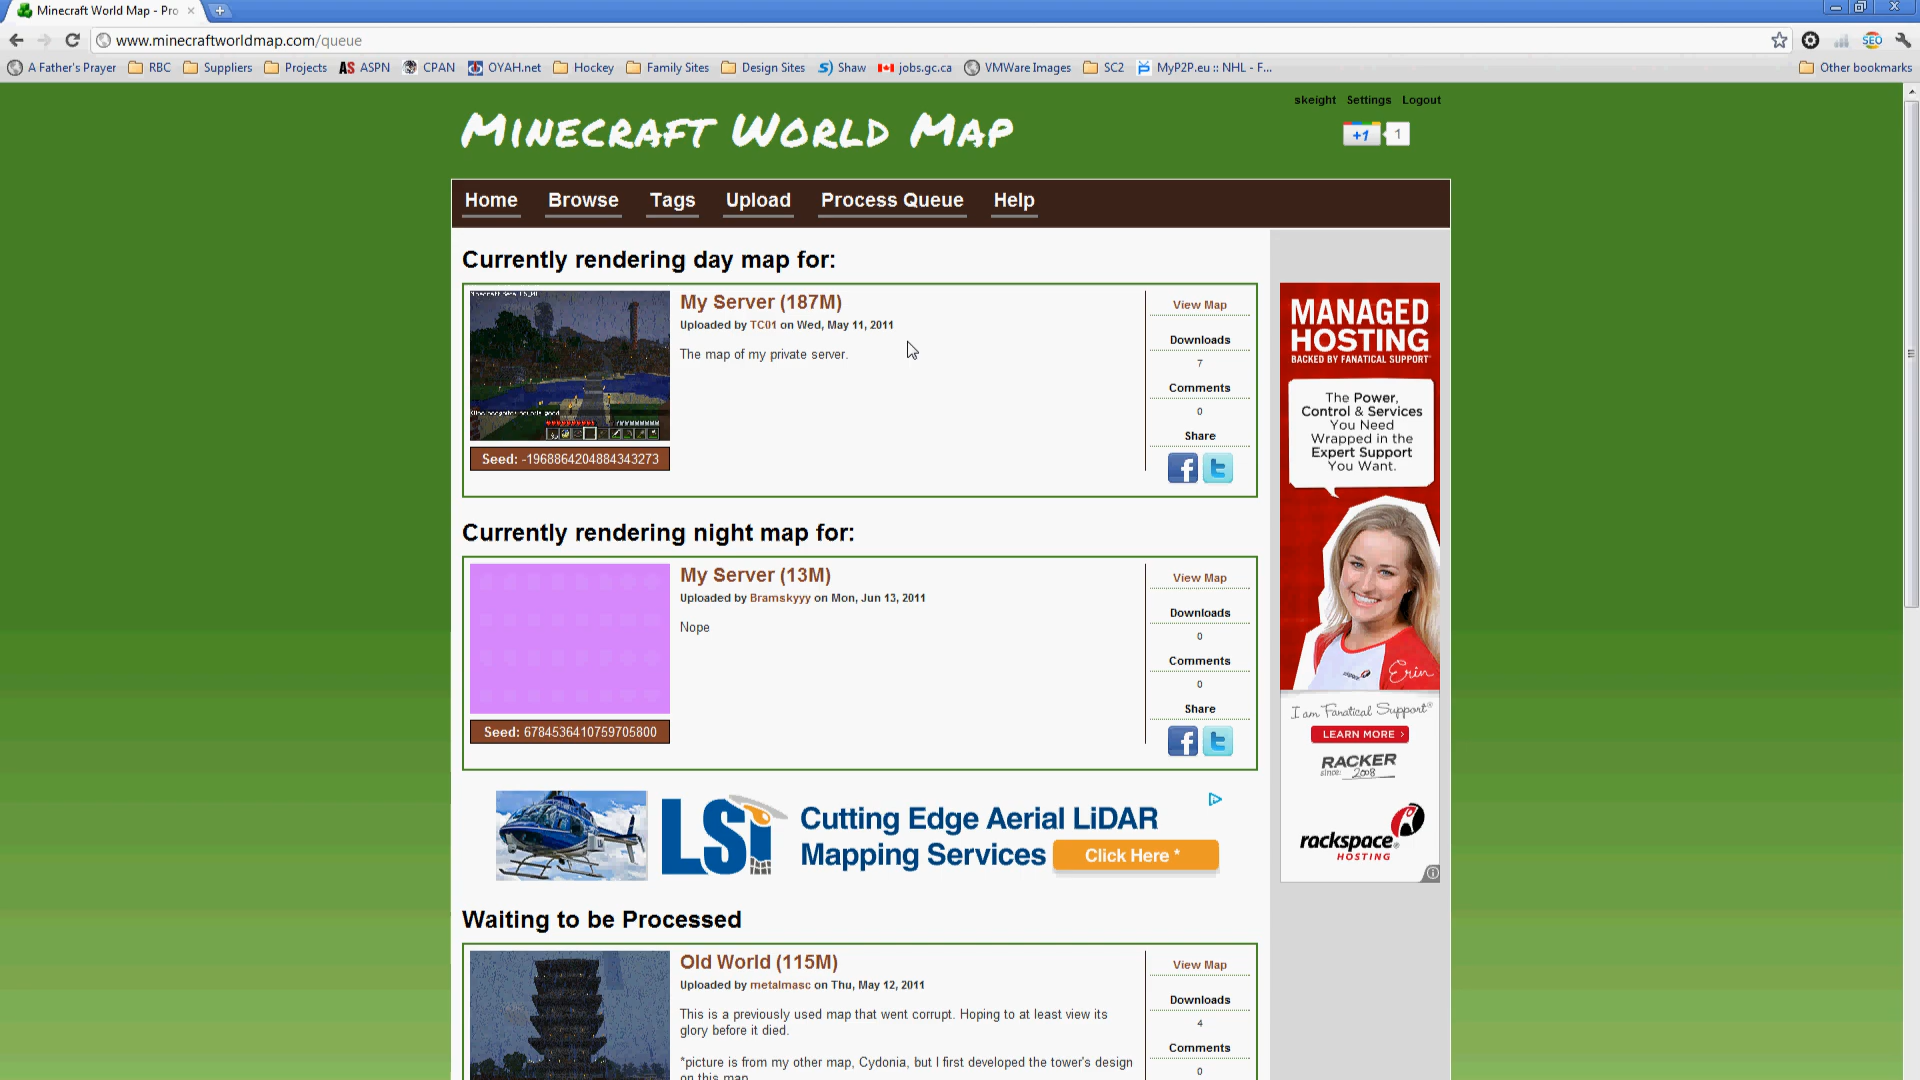 Minecraft World Map - Pro
www.minecraftworldmap.com/queue
SEO
A Father's Prayer RBC Suppliers Projects AS ASPN CPAN OYAH.net Hockey Family Sites Design Sites Shaw jobs.gc.ca VMWare Images SC2 MyP2P.eu :: NHL - F... Other bookmarks
skeight Settings Logout
Minecraft World Map
+1 1
Home Browse Tags Upload Process Queue Help
Currently rendering day map for:
My Server (187M)
Uploaded by TC01 on Wed, May 11, 2011
The map of my private server.
Seed: -1968864204884343273
View Map
Downloads
7
Comments
0
Share
Currently rendering night map for:
My Server (13M)
Uploaded by Bramskyyy on Mon, Jun 13, 2011
Nope
Seed: 6784536410759705800
View Map
Downloads
0
Comments
0
Share
LSI
Cutting Edge Aerial LiDAR
Mapping Services Click Here *
Waiting to be Processed
Old World (115M)
Uploaded by metalmasc on Thu, May 12, 2011
This is a previously used map that went corrupt. Hoping to at least view its
glory before it died.
*picture is from my other map, Cydonia, but I first developed the tower's design
on this map
View Map
Downloads
4
Comments
0
MANAGED
HOSTING
BACKED BY FANATICAL SUPPORT
The Power,
Control & Services
You Need
Wrapped in the
Expert Support
You Want.
Erin
I am Fanatical Support®
LEARN MORE >
RACKER
since: 2008
rackspace
HOSTING